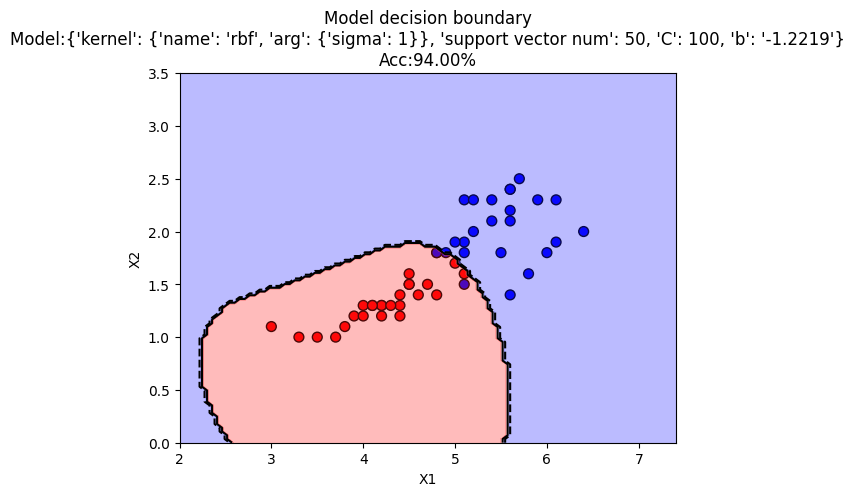 Model decision boundary
Model:{'kernel': {'name': 'rbf', 'arg': {'sigma': 1}}, 'support vector num': 50, 'C': 100, 'b': '-1.2219'}
Acc:94.00%
3.5
3.0
2.5
2.0
1.5
1.0
0.5
0.0
X2
2 3 4 5 6 7
X1